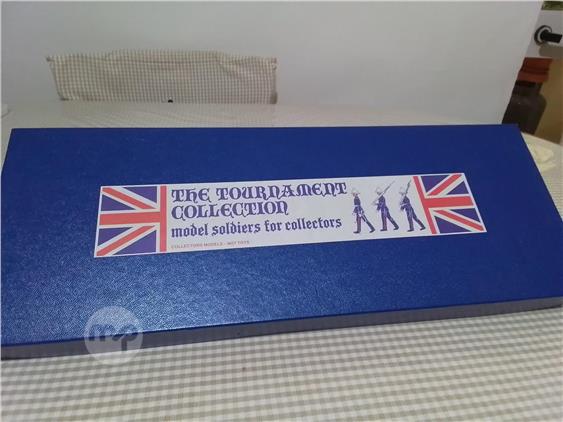 THE TOURNAMENT
COLLECTION
model soldiers for collectors
COLLECTORS MODELS - NOT TOYS